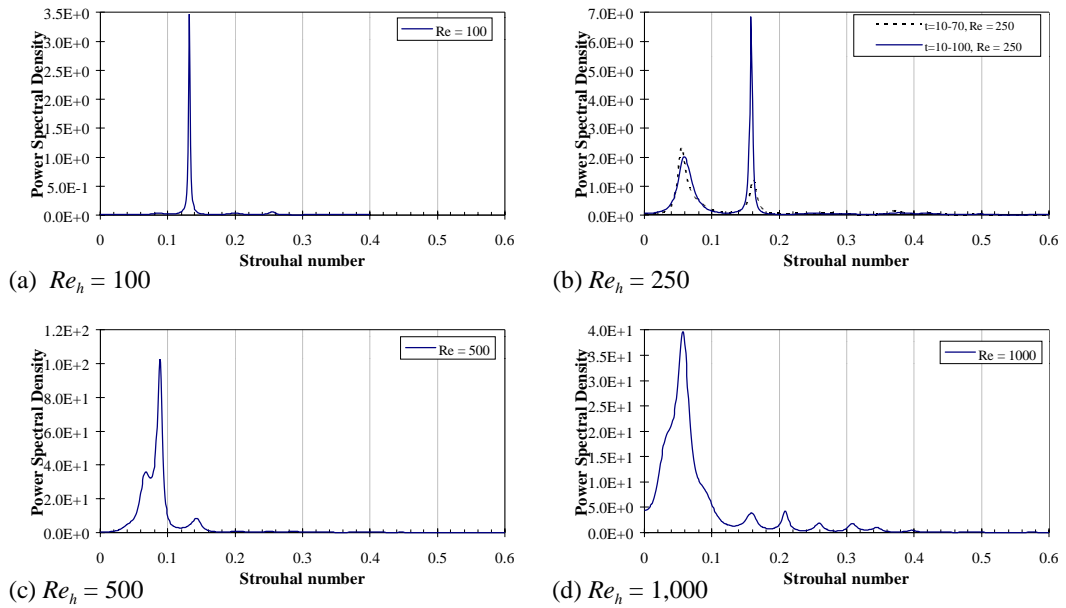 Power Spectral Density
3.5E+0
3.0E+0
2.5E+0
2.0E+0
1.5E+0
1.0E+0
5.0E-1
0.0E+0
Re = 100
0 0.1 0.2 0.3 0.4 0.5 0.6
Strouhal number
(a) Re_h = 100
Power Spectral Density
7.0E+0
6.0E+0
5.0E+0
4.0E+0
3.0E+0
2.0E+0
1.0E+0
0.0E+0
t=10-70, Re = 250
t=10-100, Re = 250
0 0.1 0.2 0.3 0.4 0.5 0.6
Strouhal number
(b) Re_h = 250
Power Spectral Density
1.2E+2
1.0E+2
8.0E+1
6.0E+1
4.0E+1
2.0E+1
0.0E+0
Re = 500
0 0.1 0.2 0.3 0.4 0.5 0.6
Strouhal number
(c) Re_h = 500
Power Spectral Density
4.0E+1
3.5E+1
3.0E+1
2.5E+1
2.0E+1
1.5E+1
1.0E+1
5.0E+0
0.0E+0
Re = 1000
0 0.1 0.2 0.3 0.4 0.5 0.6
Strouhal number
(d) Re_h = 1,000